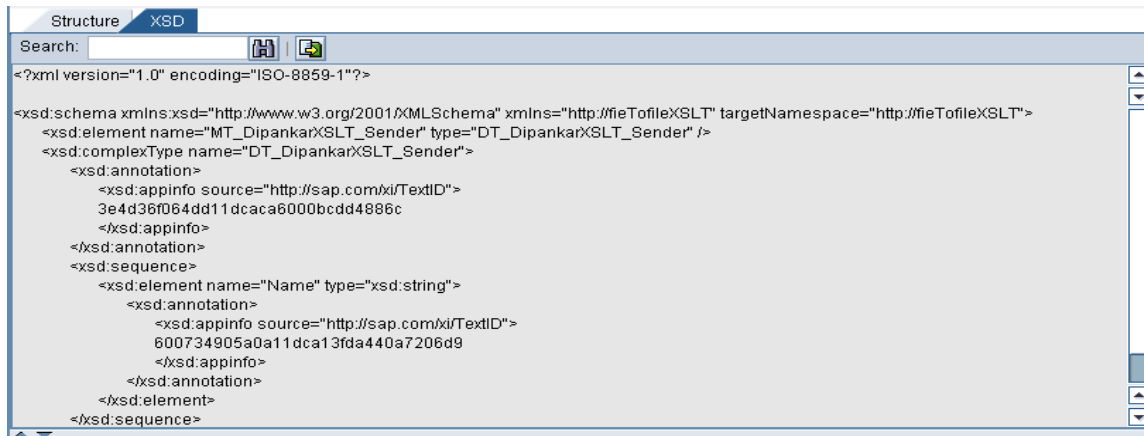 Structure XSD
Search:
<?xml version="1.0" encoding="ISO-8859-1"?>
<xsd:schema xmlns:xsd="http://www.w3.org/2001/XMLSchema" xmlns="http://fieTofileXSLT" targetNamespace="http://fieTofileXSLT">
<xsd:element name="MT_DipankarXSLT_Sender" type="DT_DipankarXSLT_Sender" />
<xsd:complexType name="DT_DipankarXSLT_Sender">
<xsd:annotation>
<xsd:appinfo source="http://sap.com/xi/TextID">
3e4d36f064dd11dcaca6000bcdd4886c
</xsd:appinfo>
</xsd:annotation>
<xsd:sequence>
<xsd:element name="Name" type="xsd:string">
<xsd:annotation>
<xsd:appinfo source="http://sap.com/xi/TextID">
600734905a0a11dca13fda440a7206d9
</xsd:appinfo>
</xsd:annotation>
</xsd:element>
</xsd:sequence>